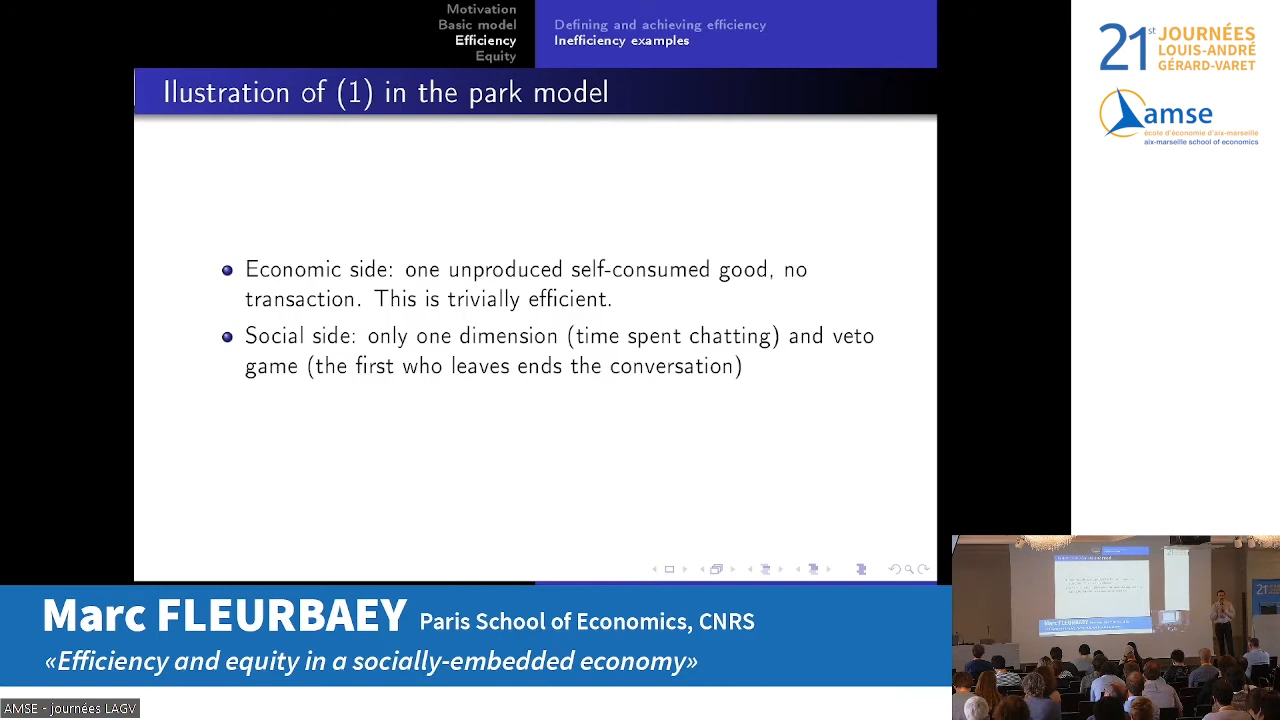 Motivation
Basic model
Efficiency
Equity
Defining and achieving efficiency
Inefficiency examples
Ilustration of (1) in the park model
Economic side: one unproduced self-consumed good, no
transaction. This is trivially efficient.
Social side: only one dimension (time spent chatting) and veto
game (the first who leaves ends the conversation)
21st JOURNÉES
LOUIS-ANDRÉ
GÉRARD-VARET
amse
école d'économie d'aix-marseille
aix-marseille school of economics
Marc FLEURBAEY Paris School of Economics, CNRS
«Efficiency and equity in a socially-embedded economy»
AMSE - journées LAGV